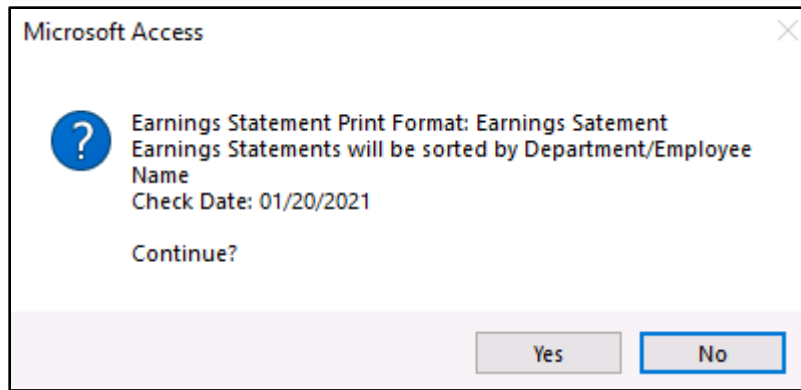 Microsoft Access
Earnings Statement Print Format: Earnings Satement
Earnings Statements will be sorted by Department/Employee
Name
Check Date: 01/20/2021
Continue?
Yes
No